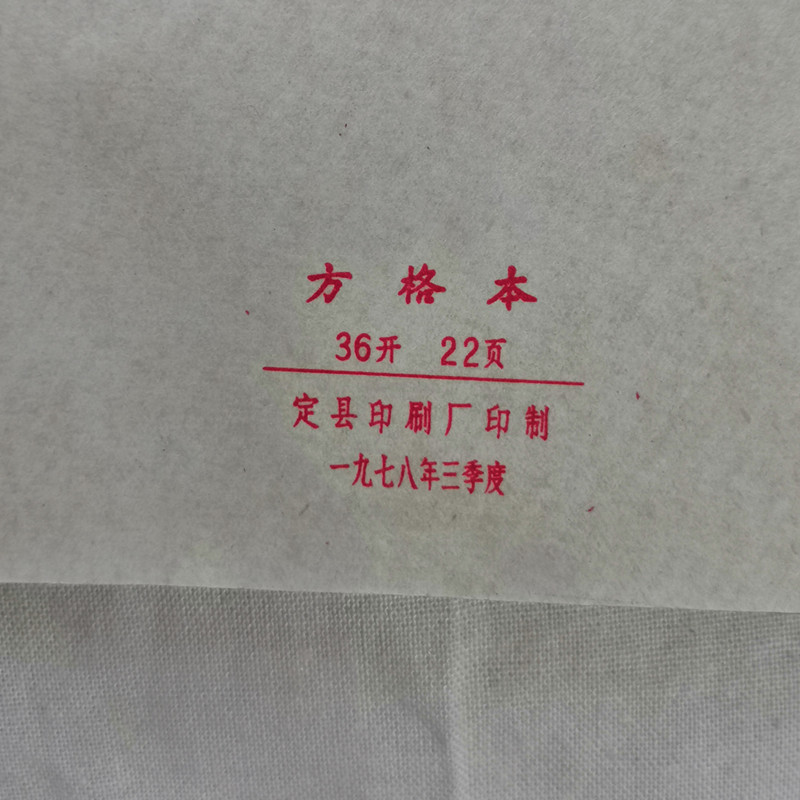 方格本
36开 22页
定县印刷厂印制
一九七八年三季度